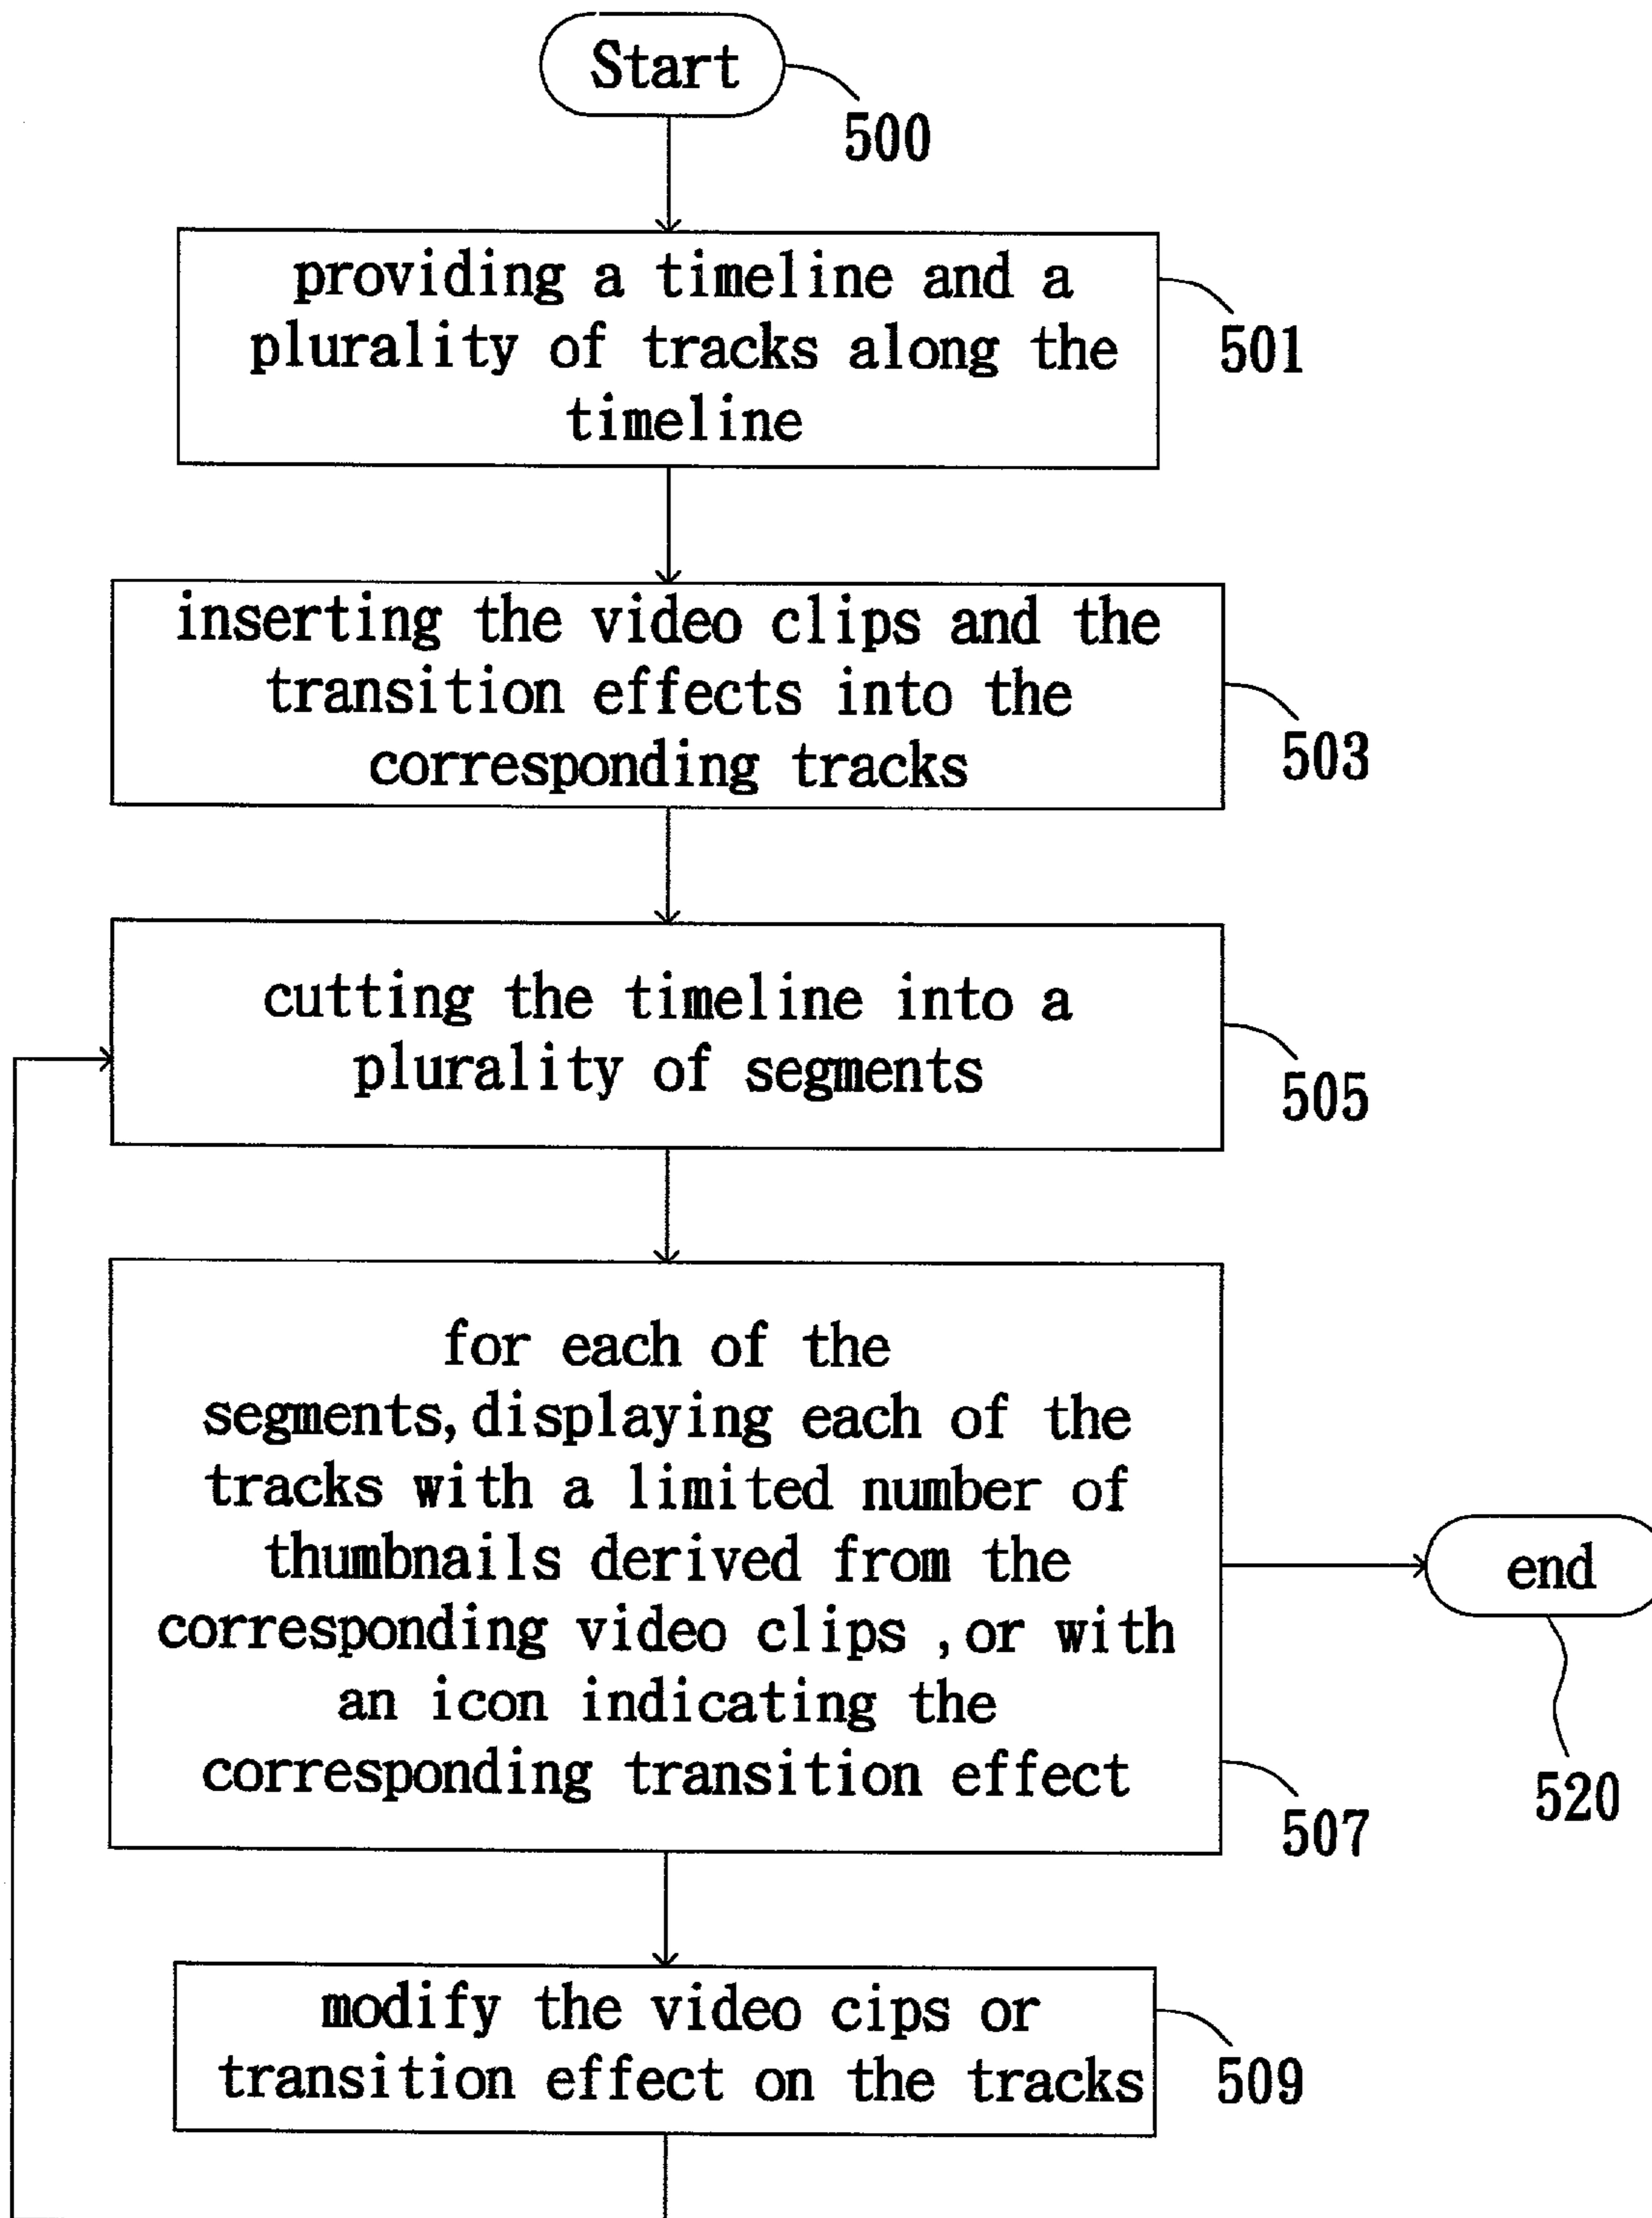 Start
500
providing a timeline and a
plurality of tracks along the
timeline
501
inserting the video clips and the
transition effects into the
corresponding tracks
503
cutting the timeline into a
plurality of segments
505
for each of the
segments,displaying each of the
tracks with a limited number of
thumbnails derived from the
corresponding video clips ,or with
an icon indicating the
corresponding transition effect
507
end
520
modify the video cips or
transition effect on the tracks
509